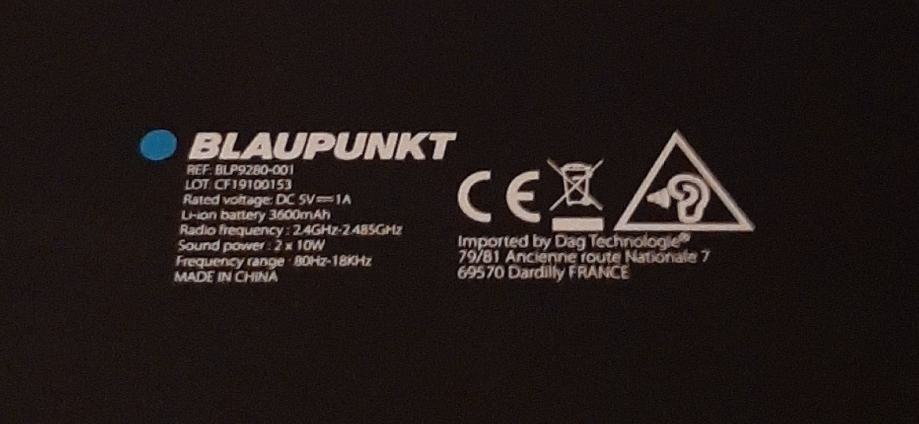 BLAUPUNKT
REF: BLP9280-001
LOT: CF19100153
Rated voltage: DC 5V⎓1A
Li-ion battery 3600mAh
Radio frequency : 2.4GHz-2.485GHz
Sound power : 2 x 10W
Frequency range : 80Hz-18KHz
MADE IN CHINA
CE
Imported by Dag Technologie®
79/81 Ancienne route Nationale 7
69570 Dardilly FRANCE